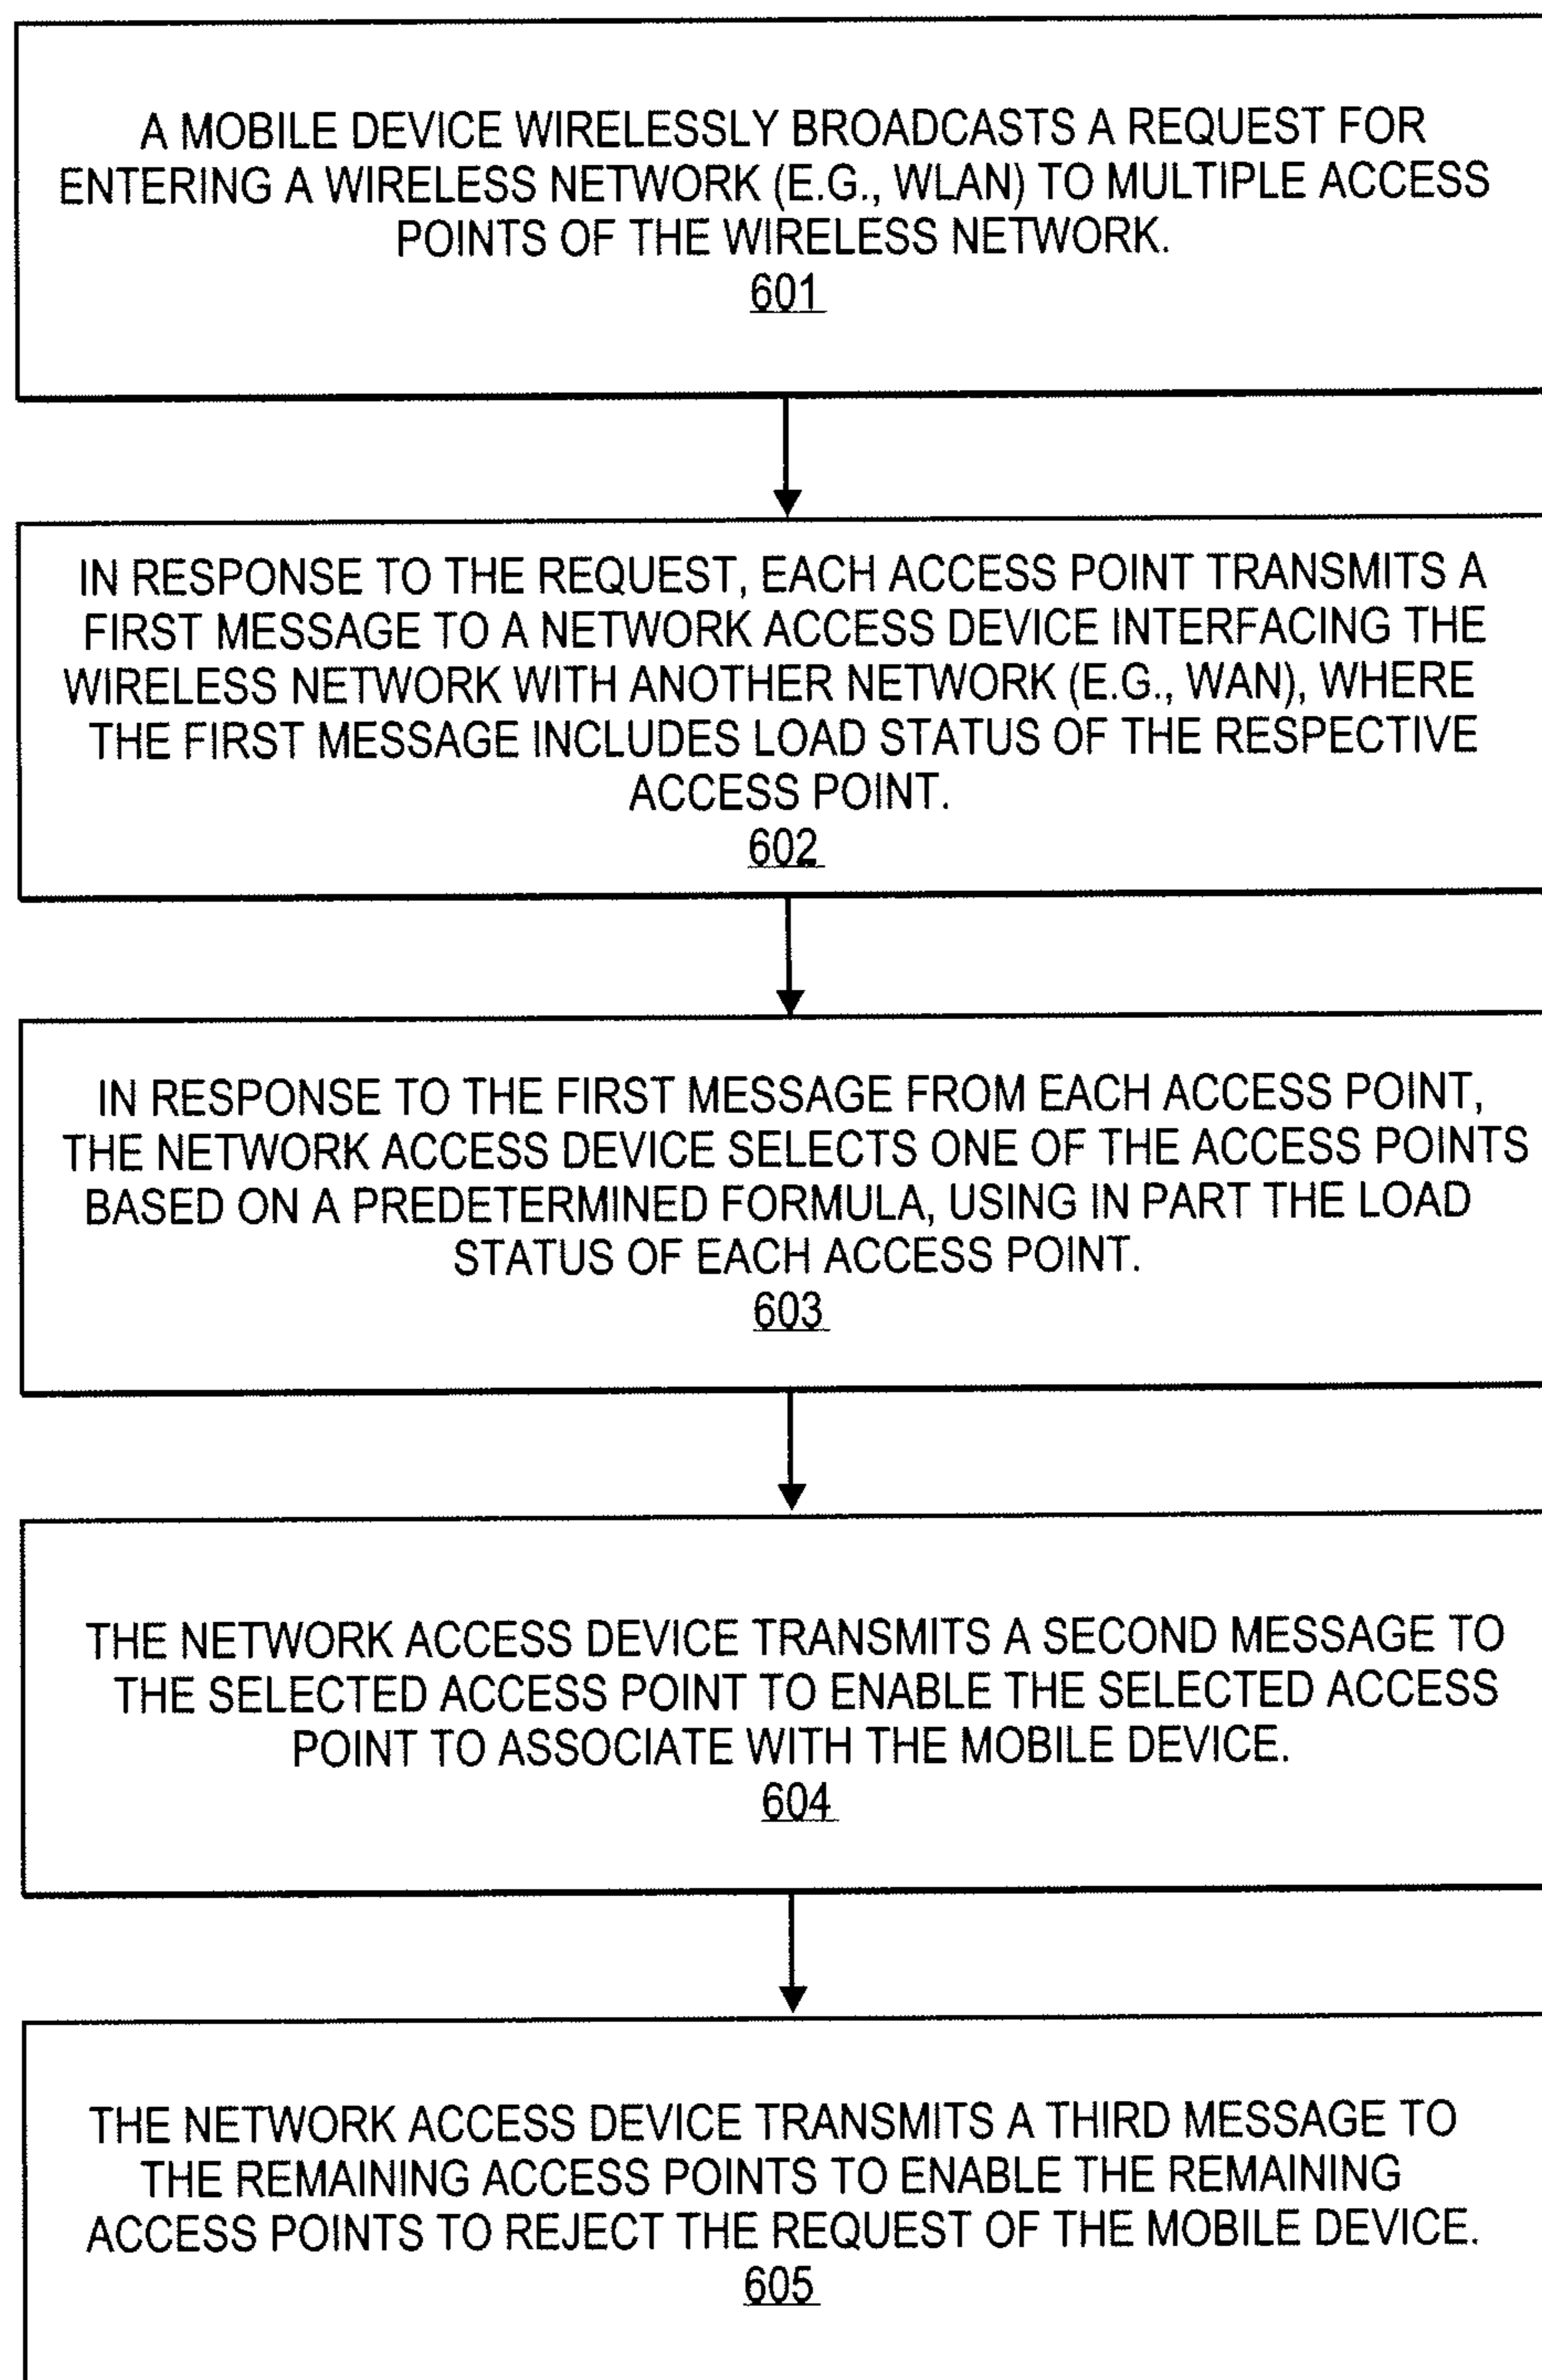 A MOBILE DEVICE WIRELESSLY BROADCASTS A REQUEST FOR
ENTERING A WIRELESS NETWORK (E.G., WLAN) TO MULTIPLE ACCESS
POINTS OF THE WIRELESS NETWORK.
601
IN RESPONSE TO THE REQUEST, EACH ACCESS POINT TRANSMITS A
FIRST MESSAGE TO A NETWORK ACCESS DEVICE INTERFACING THE
WIRELESS NETWORK WITH ANOTHER NETWORK (E.G., WAN), WHERE
THE FIRST MESSAGE INCLUDES LOAD STATUS OF THE RESPECTIVE
ACCESS POINT.
602
IN RESPONSE TO THE FIRST MESSAGE FROM EACH ACCESS POINT,
THE NETWORK ACCESS DEVICE SELECTS ONE OF THE ACCESS POINTS
BASED ON A PREDETERMINED FORMULA, USING IN PART THE LOAD
STATUS OF EACH ACCESS POINT.
603
THE NETWORK ACCESS DEVICE TRANSMITS A SECOND MESSAGE TO
THE SELECTED ACCESS POINT TO ENABLE THE SELECTED ACCESS
POINT TO ASSOCIATE WITH THE MOBILE DEVICE.
604
THE NETWORK ACCESS DEVICE TRANSMITS A THIRD MESSAGE TO
THE REMAINING ACCESS POINTS TO ENABLE THE REMAINING
ACCESS POINTS TO REJECT THE REQUEST OF THE MOBILE DEVICE.
605